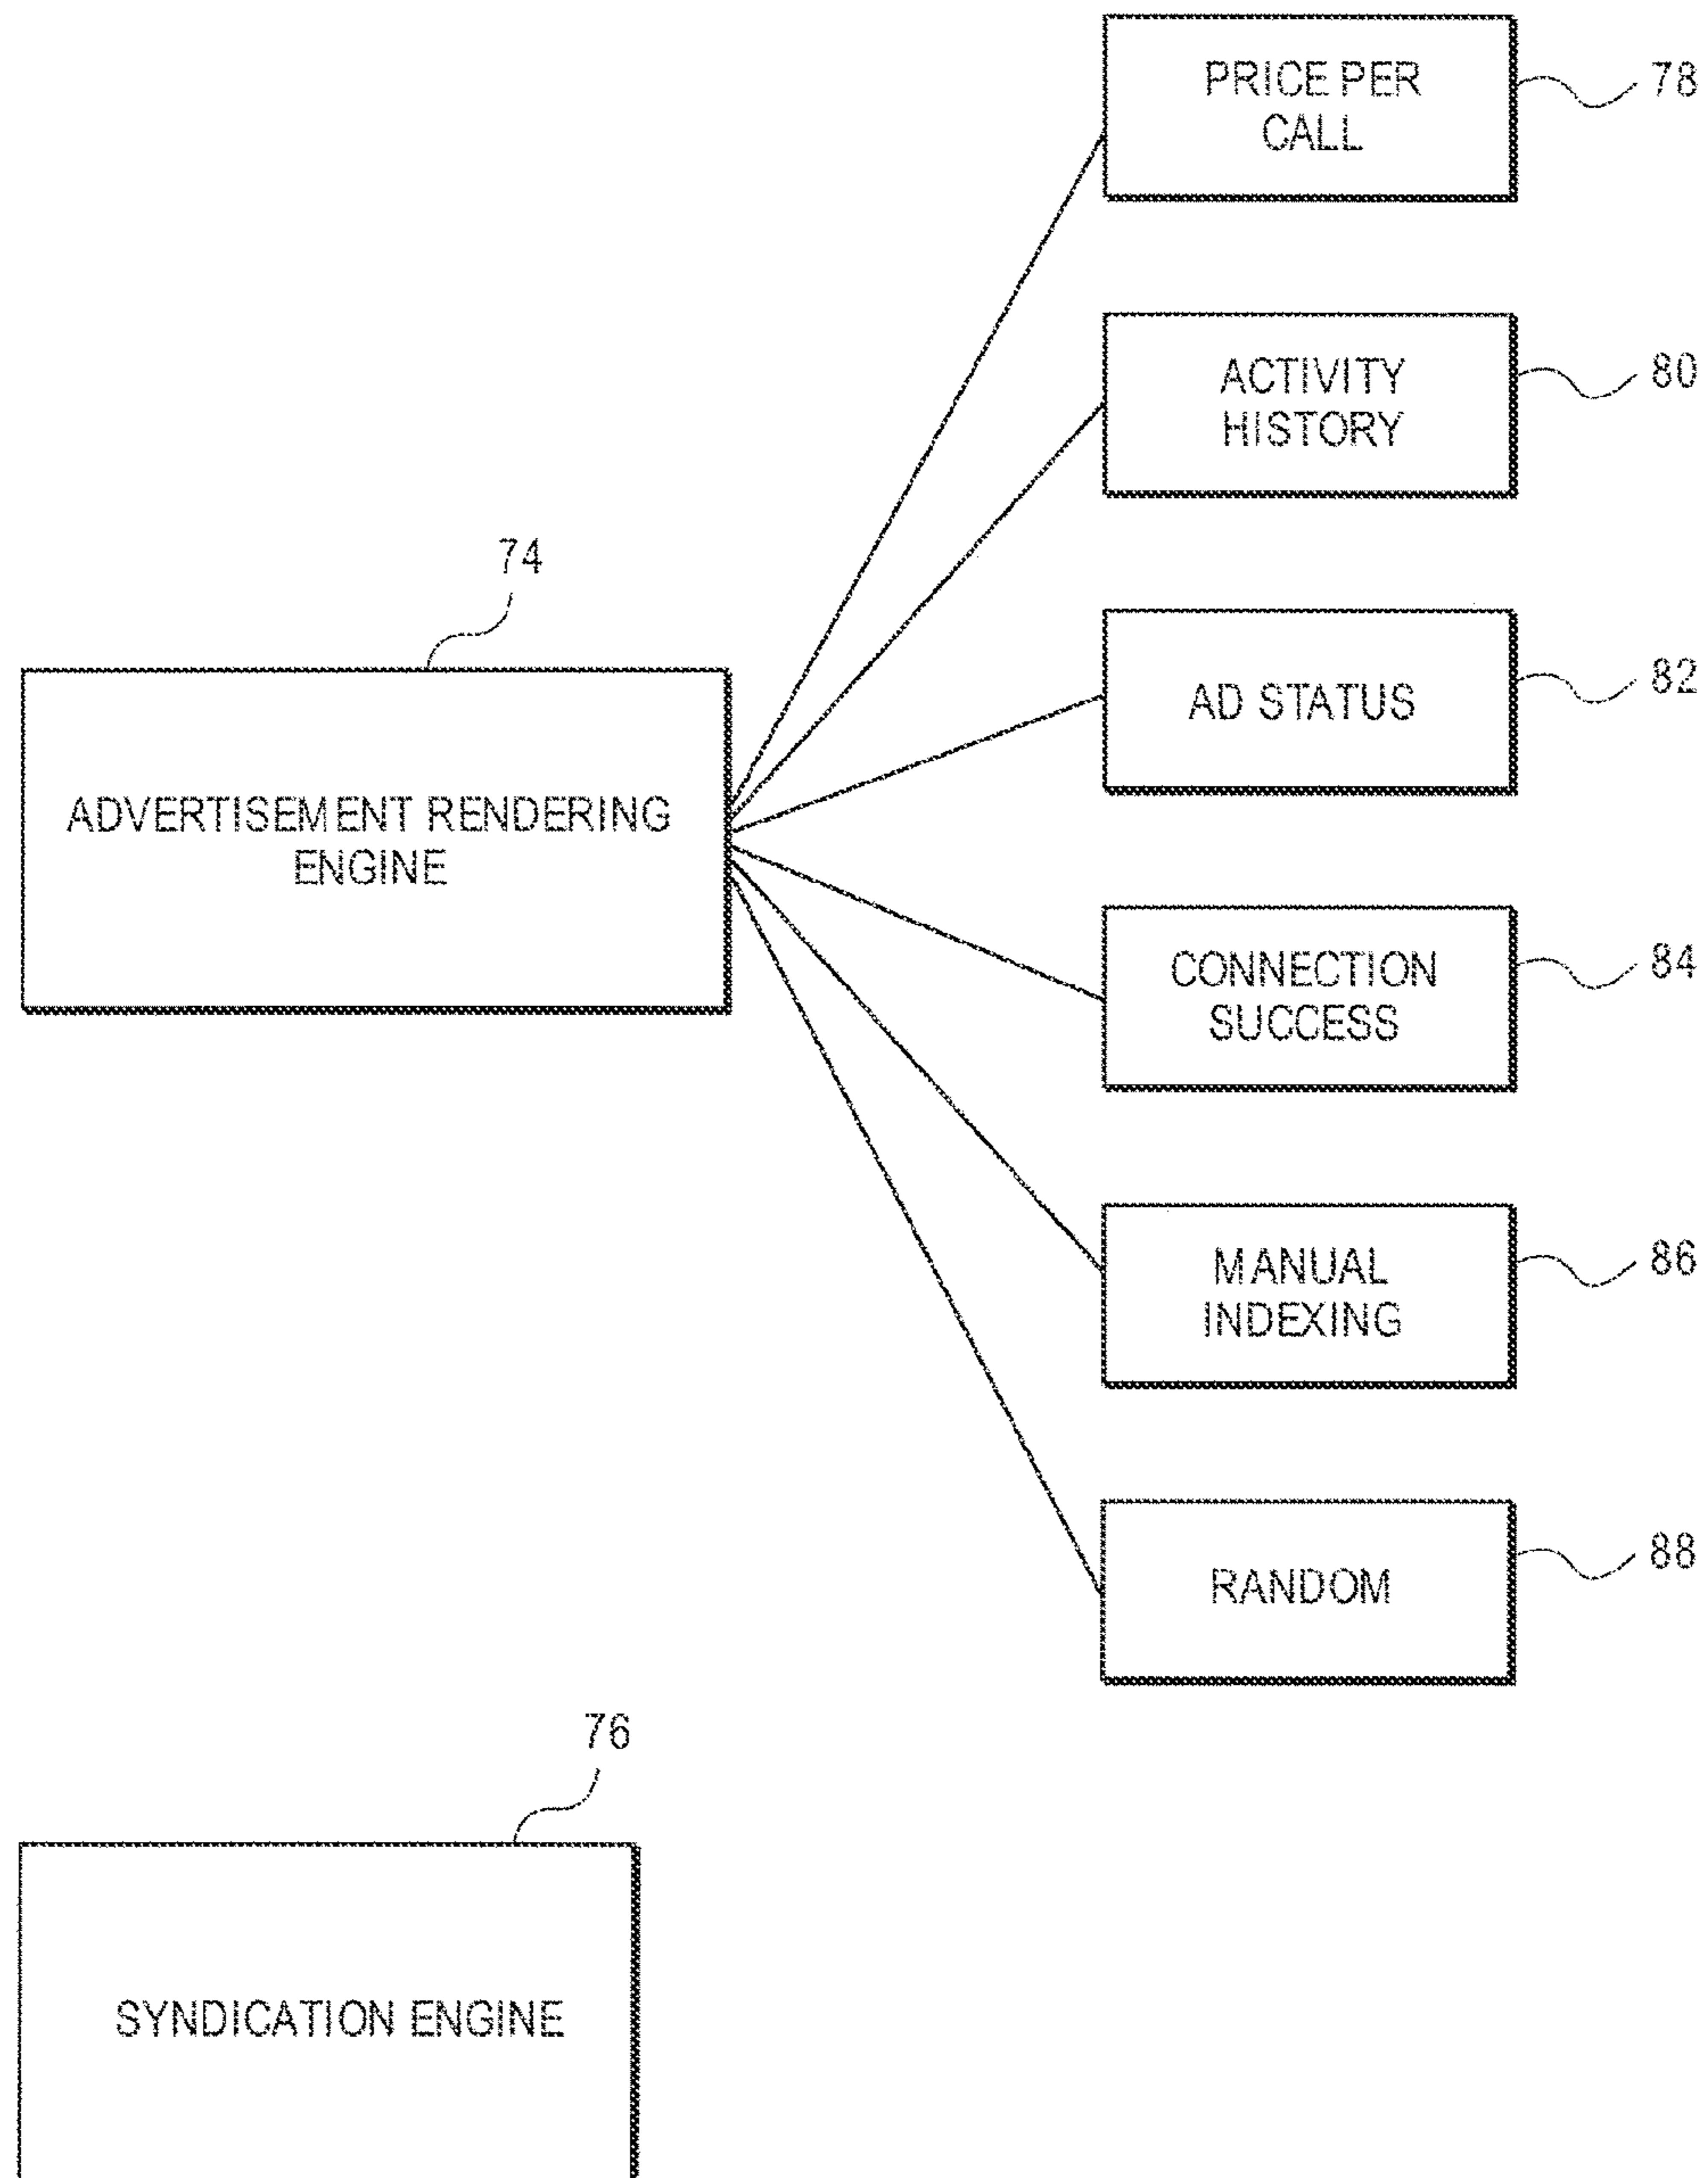 PRICE PER
CALL
78
ACTIVITY
HISTORY
80
74
AD STATUS
82
ADVERTISEMENT RENDERING
ENGINE
CONNECTION
SUCCESS
84
MANUAL
INDEXING
86
RANDOM
88
76
SYNDICATION ENGINE